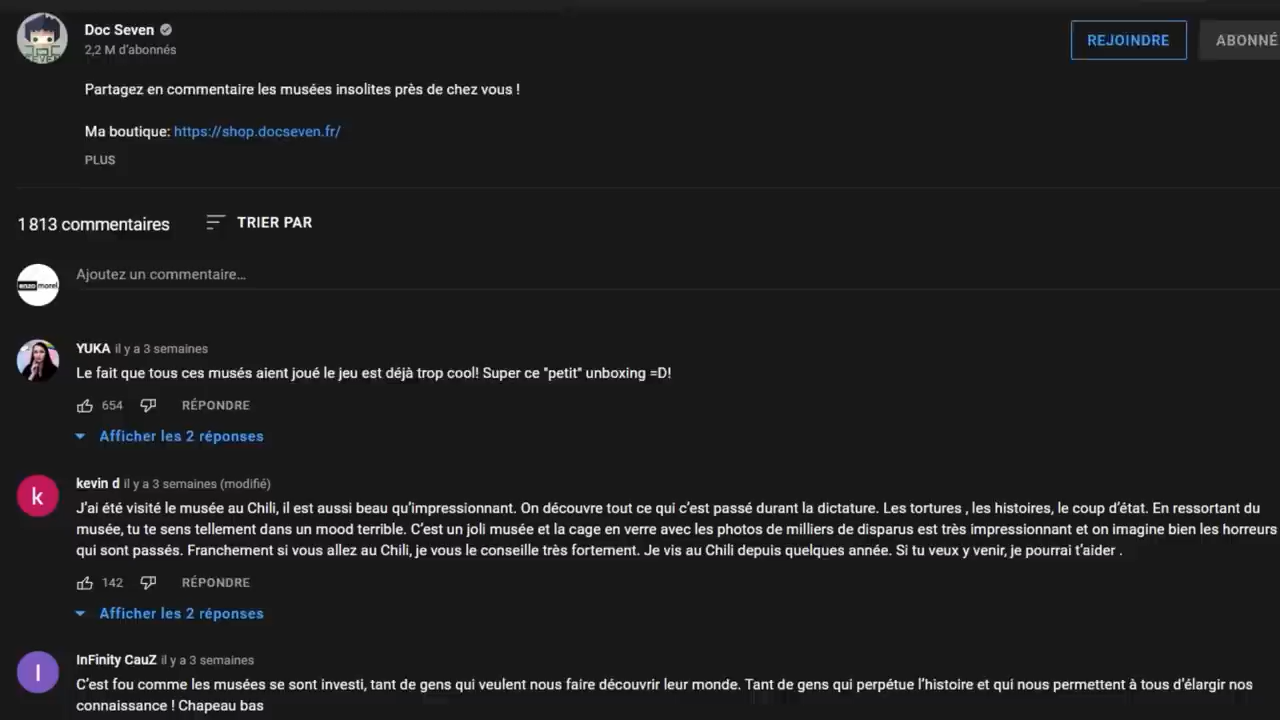 Doc Seven
2,2 M d'abonnés
REJOINDRE
ABONNÉ
Partagez en commentaire les musées insolites près de chez vous !
Ma boutique: https://shop.docseven.fr/
PLUS
1 813 commentaires
TRIER PAR
enzo morel
Ajoutez un commentaire...
YUKA il y a 3 semaines
Le fait que tous ces musés aient joué le jeu est déjà trop cool! Super ce "petit" unboxing =D!
654
RÉPONDRE
Afficher les 2 réponses
k
kevin d il y a 3 semaines (modifié)
J'ai été visité le musée au Chili, il est aussi beau qu'impressionnant. On découvre tout ce qui c'est passé durant la dictature. Les tortures , les histoires, le coup d'état. En ressortant du
musée, tu te sens tellement dans un mood terrible. C'est un joli musée et la cage en verre avec les photos de milliers de disparus est très impressionnant et on imagine bien les horreurs
qui sont passés. Franchement si vous allez au Chili, je vous le conseille très fortement. Je vis au Chili depuis quelques année. Si tu veux y venir, je pourrai t'aider .
142
RÉPONDRE
Afficher les 2 réponses
I
InFinity CauZ il y a 3 semaines
C'est fou comme les musées se sont investi, tant de gens qui veulent nous faire découvrir leur monde. Tant de gens qui perpétue l'histoire et qui nous permettent à tous d'élargir nos
connaissance ! Chapeau bas